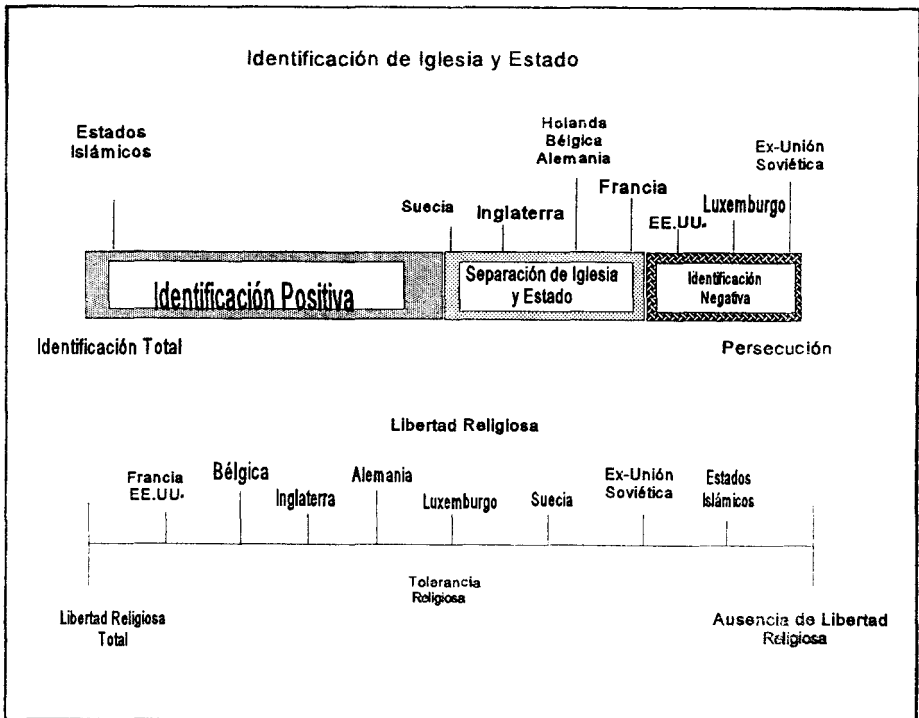 Identificación de Iglesia y Estado
Estados
Islámicos
Suecia
Inglaterra
Holanda
Bélgica
Alemania
Francia
EE.UU.
Luxemburgo
Ex-Unión
Soviética
Identificación Positiva
Separación de Iglesia
y Estado
Identificación
Negativa
Identificación Total
Persecución
Libertad Religiosa
Francia
EE.UU.
Bélgica
Inglaterra
Alemania
Luxemburgo
Suecia
Ex-Unión
Soviética
Estados
Islámicos
Tolerancia
Religiosa
Libertad Religiosa
Total
Ausencia de Libertad
Religiosa